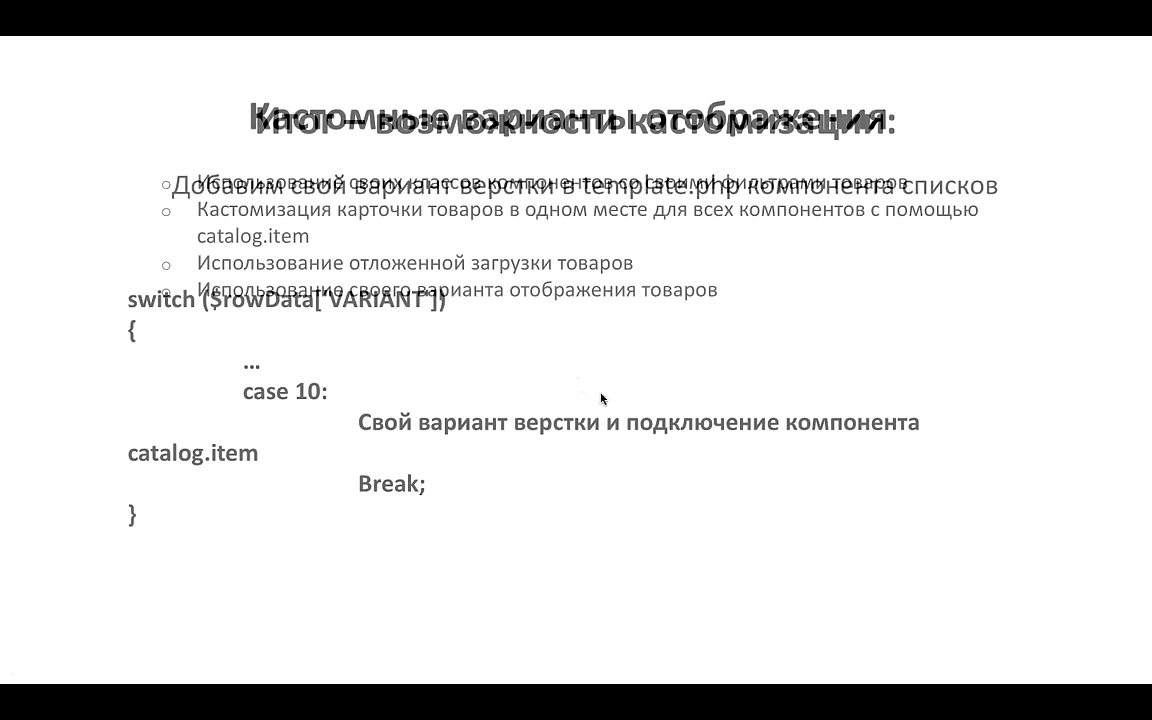 Кастомные варианты отображения:
Итог – возможности кастомизации:
Добавим свой вариант верстки в template.php компонента списков
○ Использование своих классов компонентов со своими фильтрами товаров
○ Кастомизация карточки товаров в одном месте для всех компонентов с помощью
catalog.item
○ Использование отложенной загрузки товаров
○ Использование своего варианта отображения товаров
switch ($rowData["VARIANT"])
{
…
case 10:
Свой вариант верстки и подключение компонента
catalog.item
Break;
}